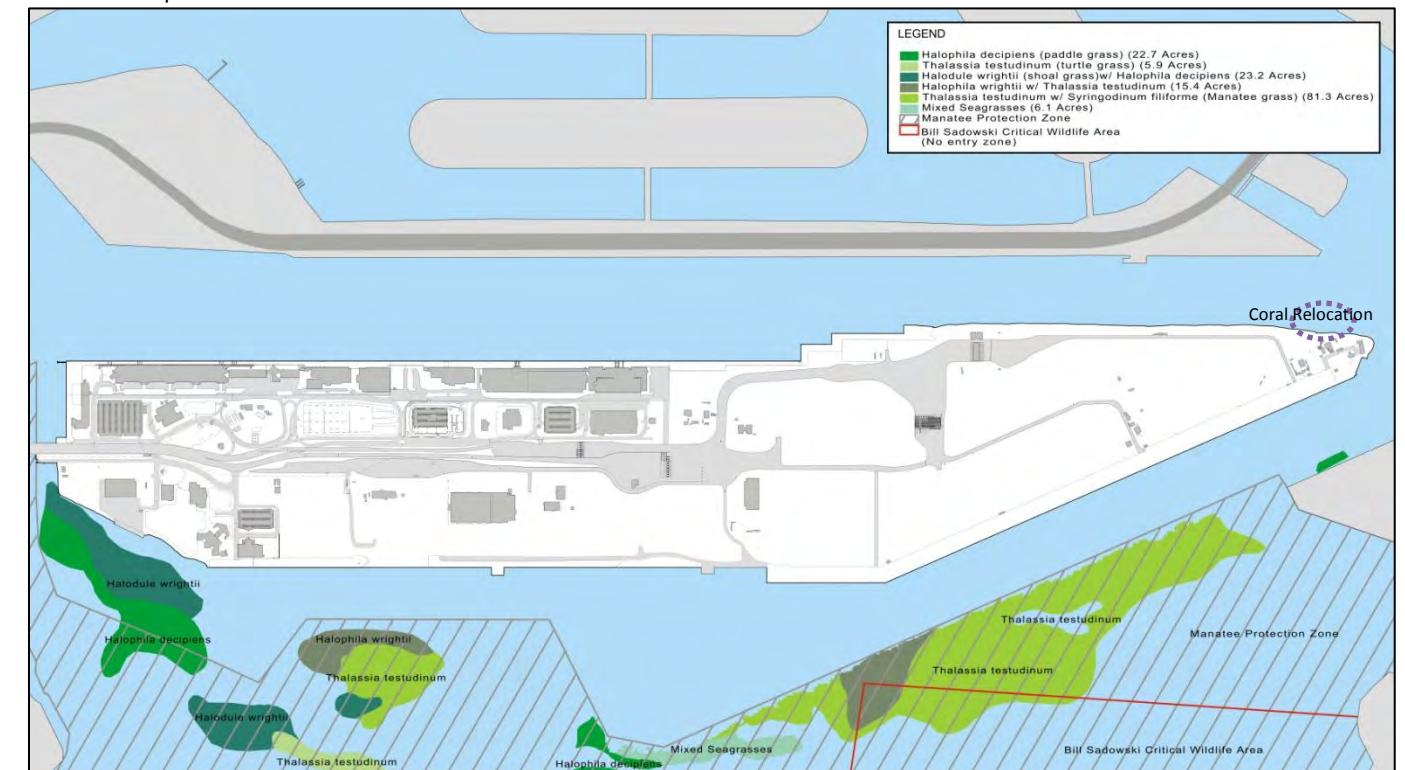 LEGEND
Halophila decipiens (paddle grass) (22.7 Acres)
Thalassia testudinum (turtle grass) (5.9 Acres)
Halodule wrightii (shoal grass)w/ Halophila decipiens (23.2 Acres)
Halophila wrightii w/ Thalassia testudinum (15.4 Acres)
Thalassia testudinum w/ Syringodinum filiforme (Manatee grass) (81.3 Acres)
Mixed Seagrasses (6.1 Acres)
Manatee Protection Zone
Bill Sadowski Critical Wildlife Area
(No entry zone)
Coral Relocation
Halodule wrightii
Halophila decipiens
Halophila wrightii
Thalassia testudinum
Thalassia testudinum
Manatee Protection Zone
Thalassia testudinum
Halodule wrightii
Mixed Seagrasses
Bill Sadowski Critical Wildlife Area
Thalassia testudinum
Halophila decipiens